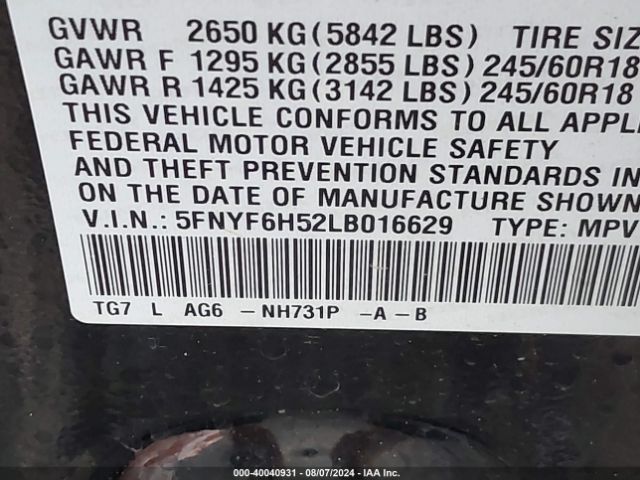 GVWR 2650 KG (5842 LBS) TIRE SIZ
GAWR F 1295 KG (2855 LBS) 245/60R18
GAWR R 1425 KG (3142 LBS) 245/60R18
THIS VEHICLE CONFORMS TO ALL APPLI
FEDERAL MOTOR VEHICLE SAFETY
AND THEFT PREVENTION STANDARDS IN
ON THE DATE OF MANUFACTURE SHOWN
V.I.N.: 5FNYF6H52LB016629 TYPE: MPV
TG7 L AG6 - NH731P - A - B
000-40040931 - 08/07/2024 - IAA Inc.